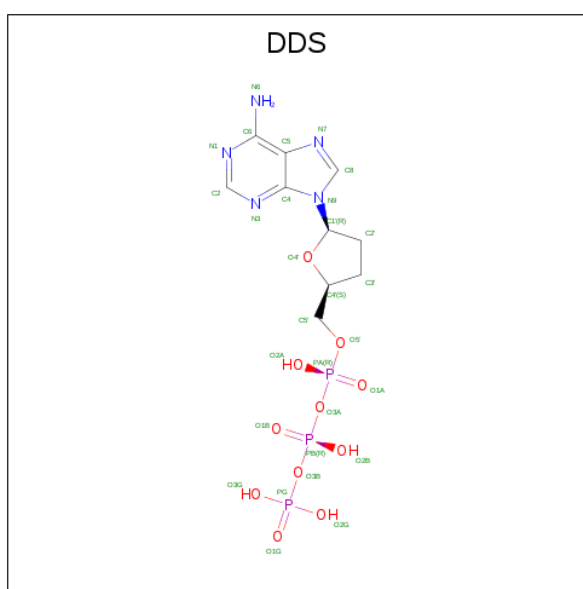 DDS
N6
NH2
C6
N1
N
C5
N7
N
C2
N
N3
C4
C8
N
N9
C1'(R)
C2'
O4'
O
C3'
C4'(S)
C5'
O
O5'
O2A
HO
PA(R)
P
O
O1A
O
O3A
O1B
O
P
PB(R)
OH
O2B
O
O3B
O3G
HO
PG
P
OH
O2G
O
O1G